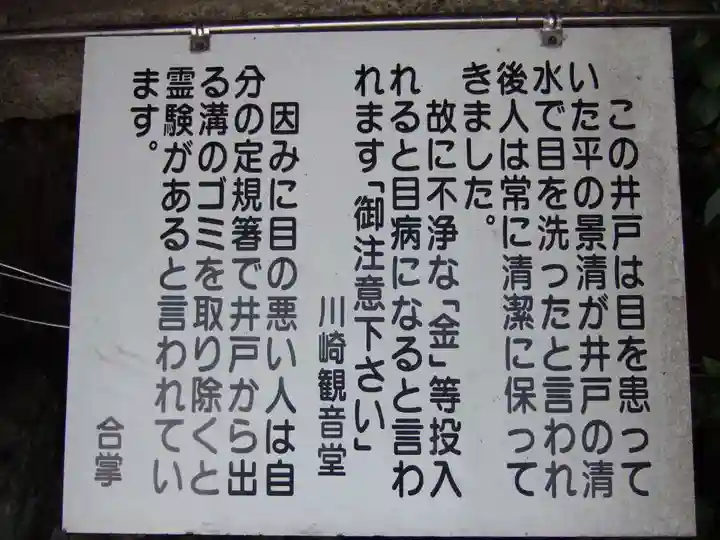 この井戸は目を患って
いた平の景清が井戸の清
水で目を洗ったと言われ
後人は常に清潔に保って
きました。
故に不浄な「金」等投入
れると目病になると言わ
れます「御注意下さい」
川崎観音堂
因みに目の悪い人は自
分の定規箸で井戸から出
る溝のゴミを取り除くと
霊験があると言われてい
ます。
合掌